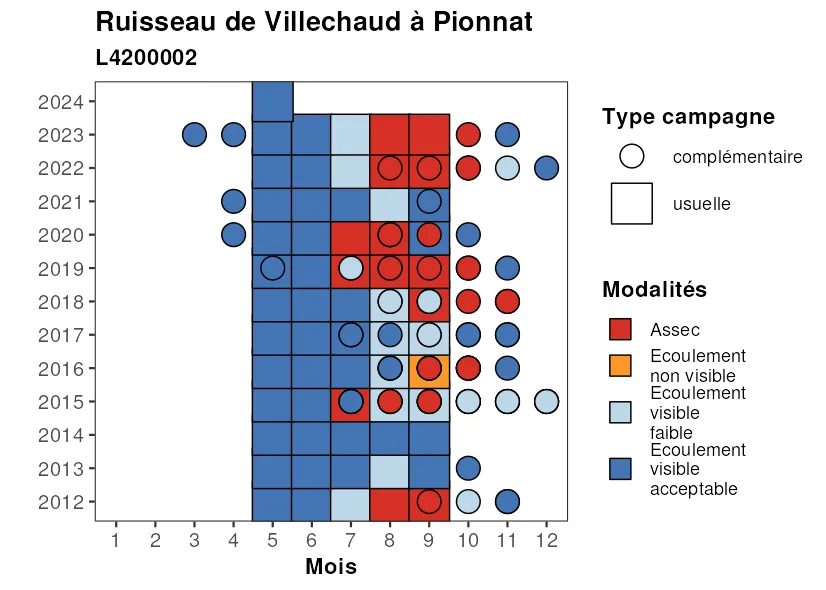 Ruisseau de Villechaud à Pionnat
L4200002
2024
2023
2022
2021
2020
2019
2018
2017
2016
2015
2014
2013
2012
1 2 3 4 5 6 7 8 9 10 11 12
Mois
Type campagne
complémentaire
usuelle
Modalités
Assec
Ecoulement
non visible
Ecoulement
visible
faible
Ecoulement
visible
acceptable